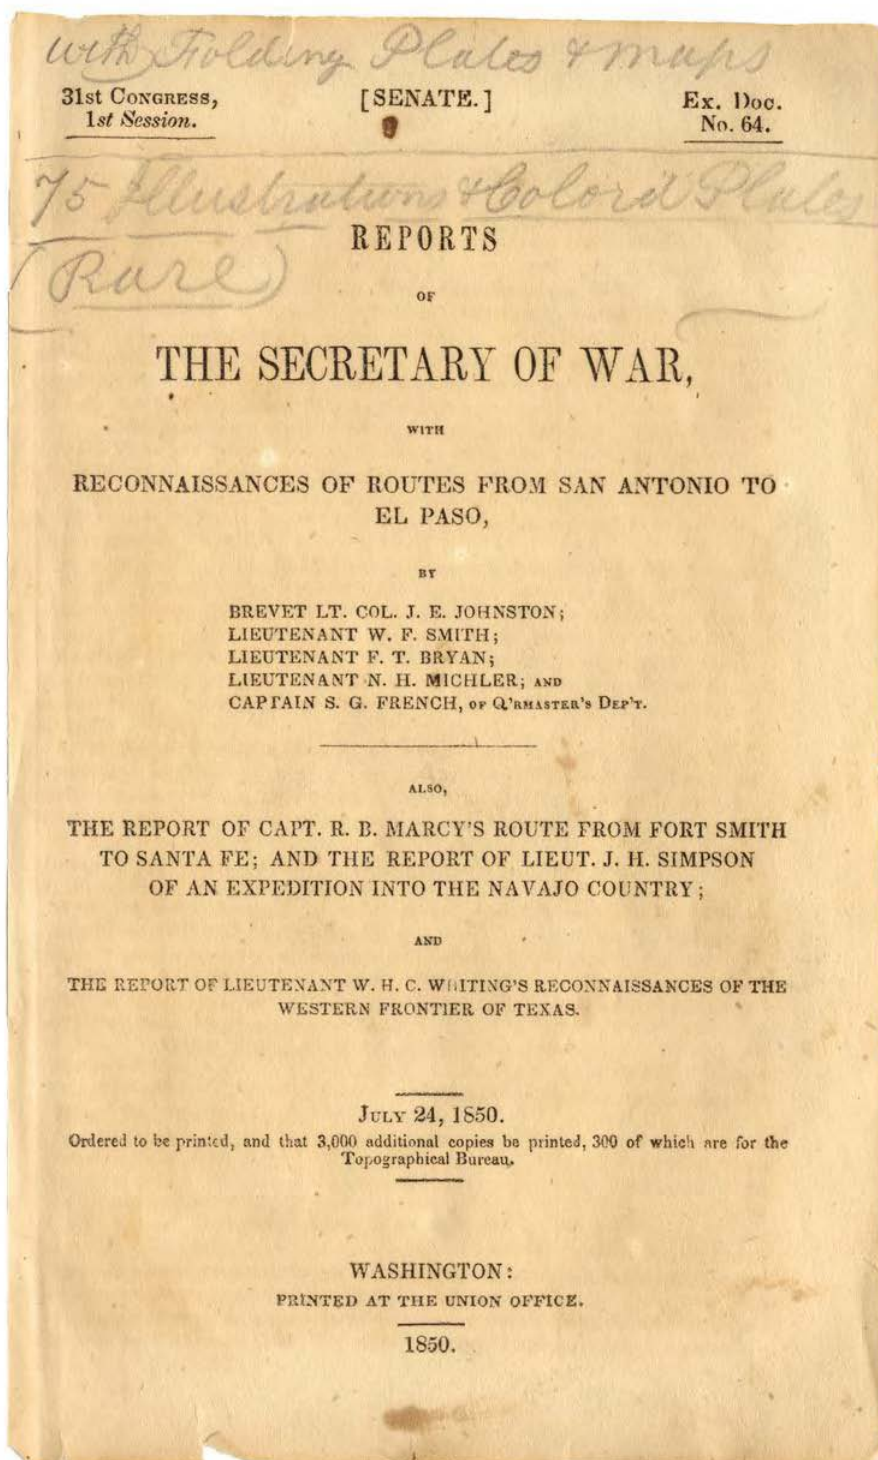 with Folding Plates & maps
31st Congress, [SENATE.] Ex. Doc.
1st Session. No. 64.
75 Illustrations & Colord Plates
REPORTS
(Rare)
OF
THE SECRETARY OF WAR,
WITH
RECONNAISSANCES OF ROUTES FROM SAN ANTONIO TO
EL PASO,
BY
BREVET LT. COL. J. E. JOHNSTON;
LIEUTENANT W. F. SMITH;
LIEUTENANT F. T. BRYAN;
LIEUTENANT N. H. MICHLER; AND
CAPTAIN S. G. FRENCH, OF Q'RMASTER'S DEP'T.
ALSO,
THE REPORT OF CAPT. R. B. MARCY'S ROUTE FROM FORT SMITH
TO SANTA FE; AND THE REPORT OF LIEUT. J. H. SIMPSON
OF AN EXPEDITION INTO THE NAVAJO COUNTRY;
AND
THE REPORT OF LIEUTENANT W. H. C. WHITING'S RECONNAISSANCES OF THE
WESTERN FRONTIER OF TEXAS.
July 24, 1850.
Ordered to be printed, and that 3,000 additional copies be printed, 300 of which are for the
Topographical Bureau.
WASHINGTON:
PRINTED AT THE UNION OFFICE.
1850.